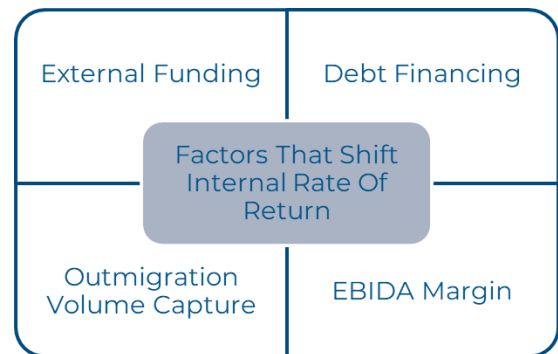 External Funding
Debt Financing
Factors That Shift
Internal Rate Of
Return
Outmigration
Volume Capture
EBIDA Margin